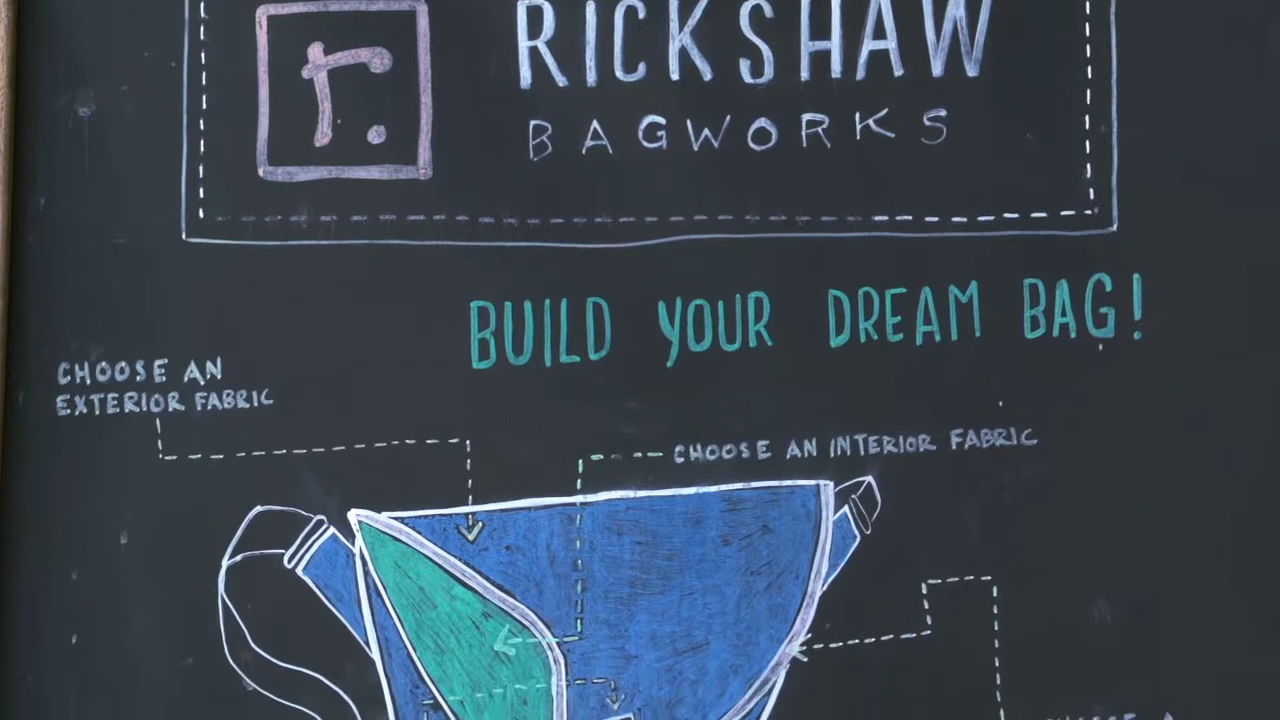 r.
RICKSHAW
BAGWORKS
BUILD YOUR DREAM BAG!
CHOOSE AN
EXTERIOR FABRIC
CHOOSE AN INTERIOR FABRIC